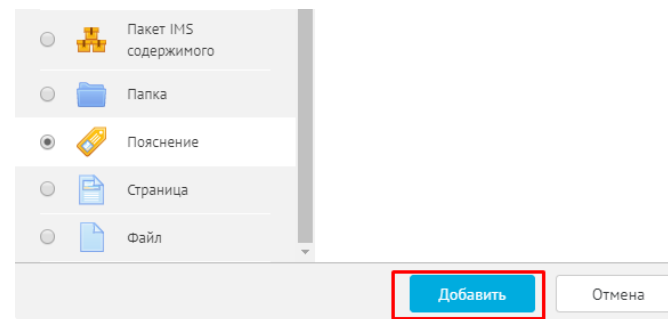 Пакет IMS
содержимого
Папка
Пояснение
Страница
Файл
Добавить
Отмена